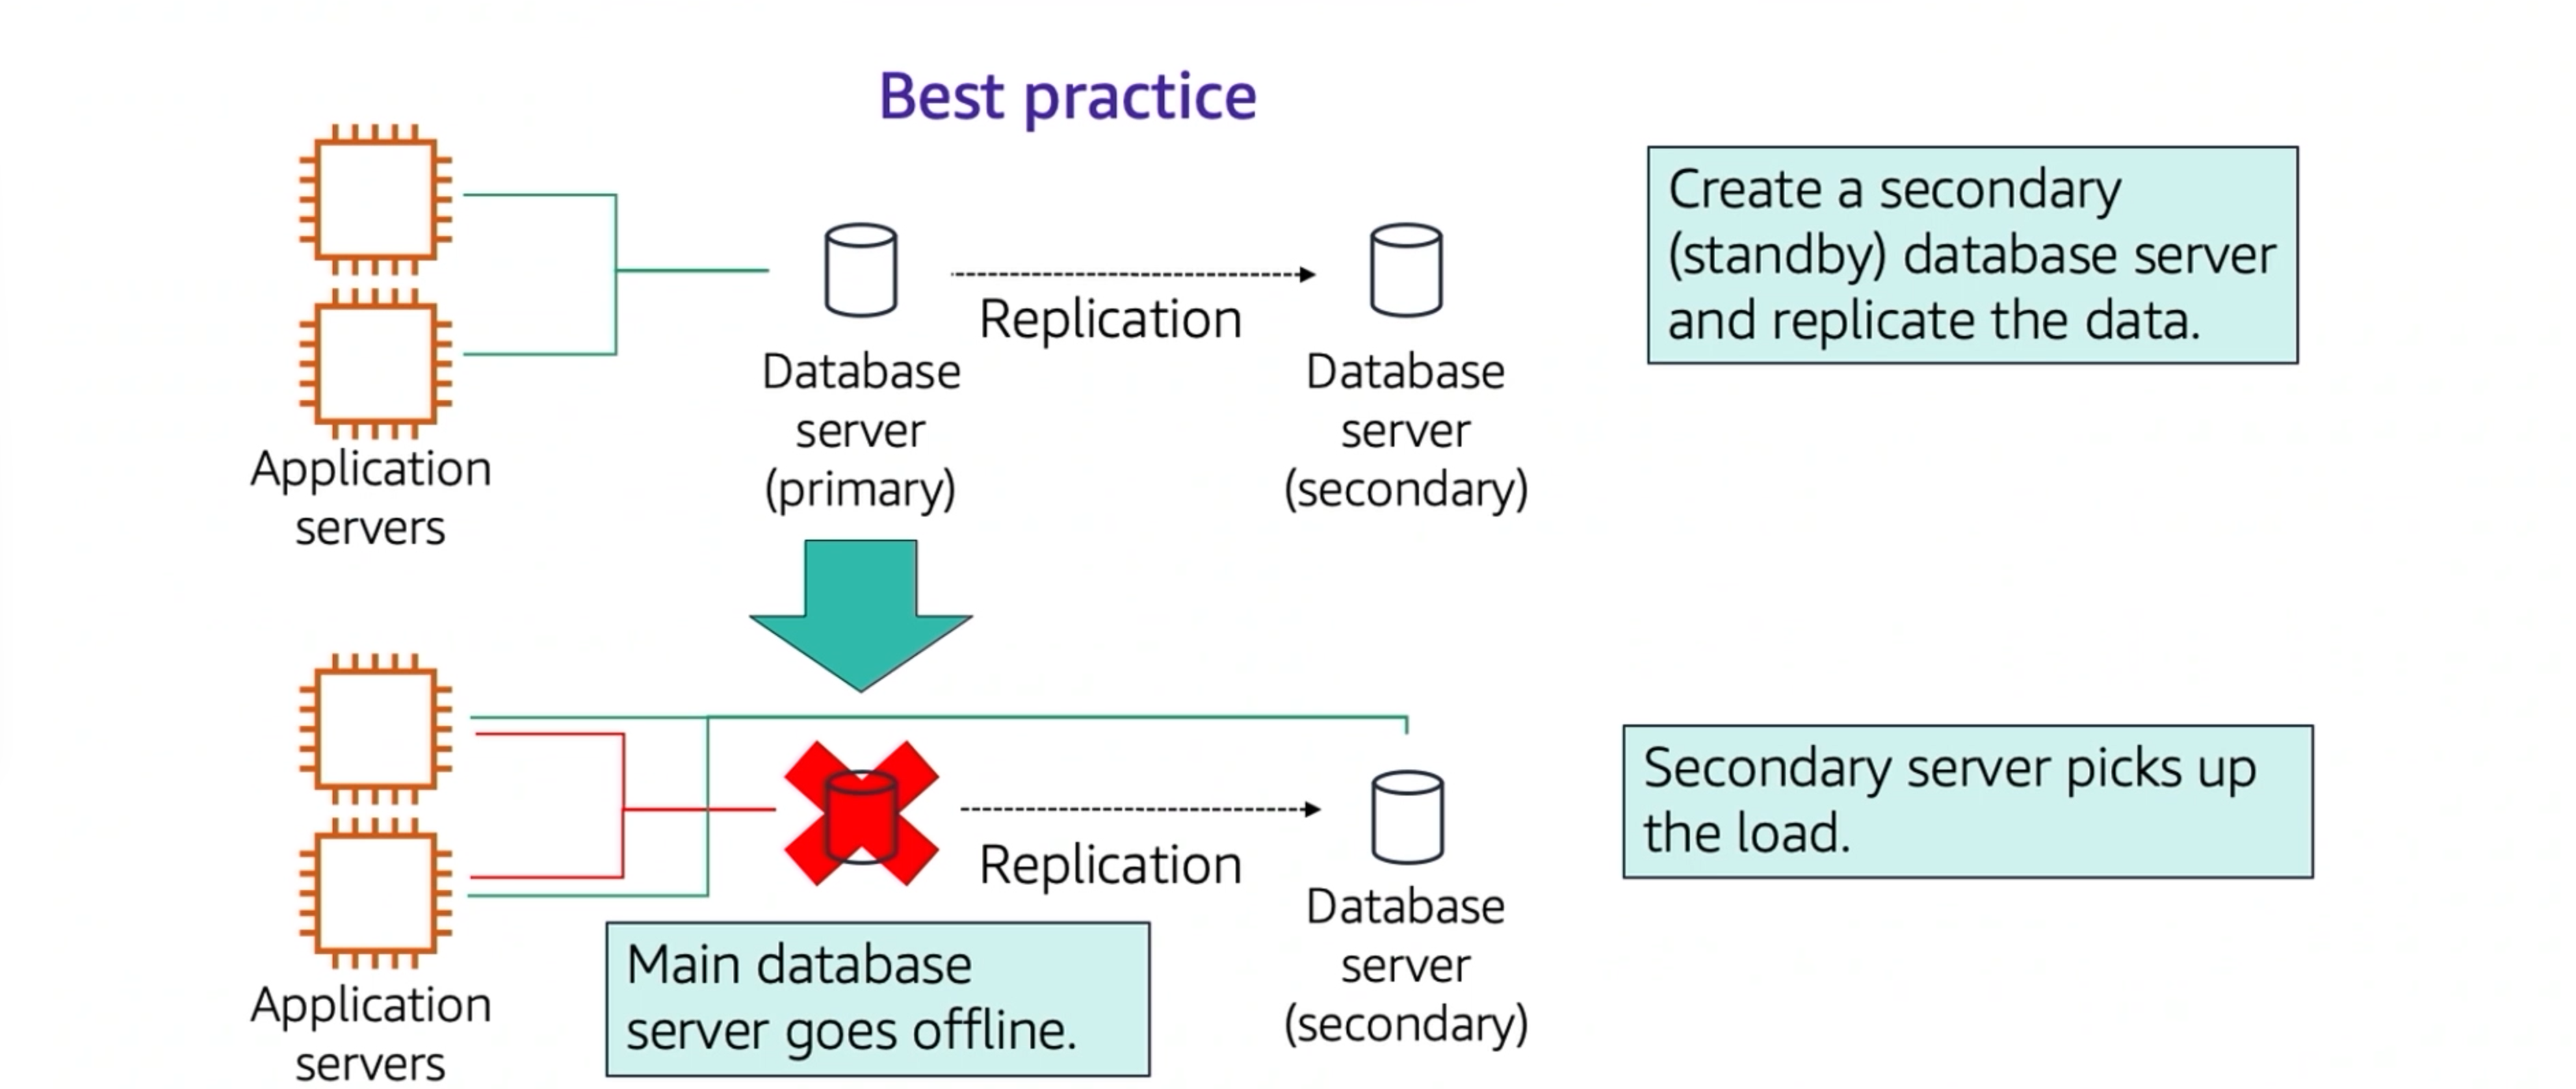 Best practice
Create a secondary
(standby) database server
and replicate the data.
Replication
Database
server
(primary)
Database
server
(secondary)
Application
servers
Secondary server picks up
the load.
Replication
Main database
server goes offline.
Database
server
(secondary)
Application
servers